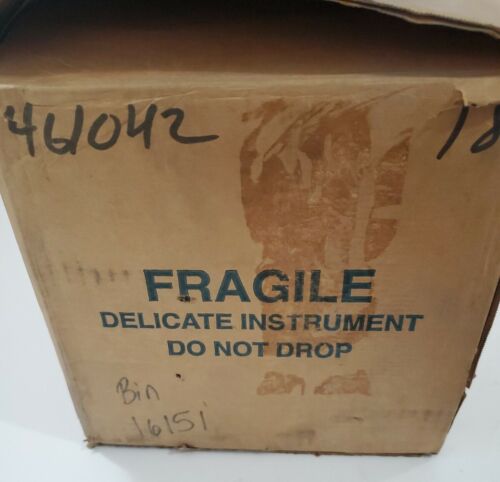 46042
18
FRAGILE
DELICATE INSTRUMENT
DO NOT DROP
Bin
16151